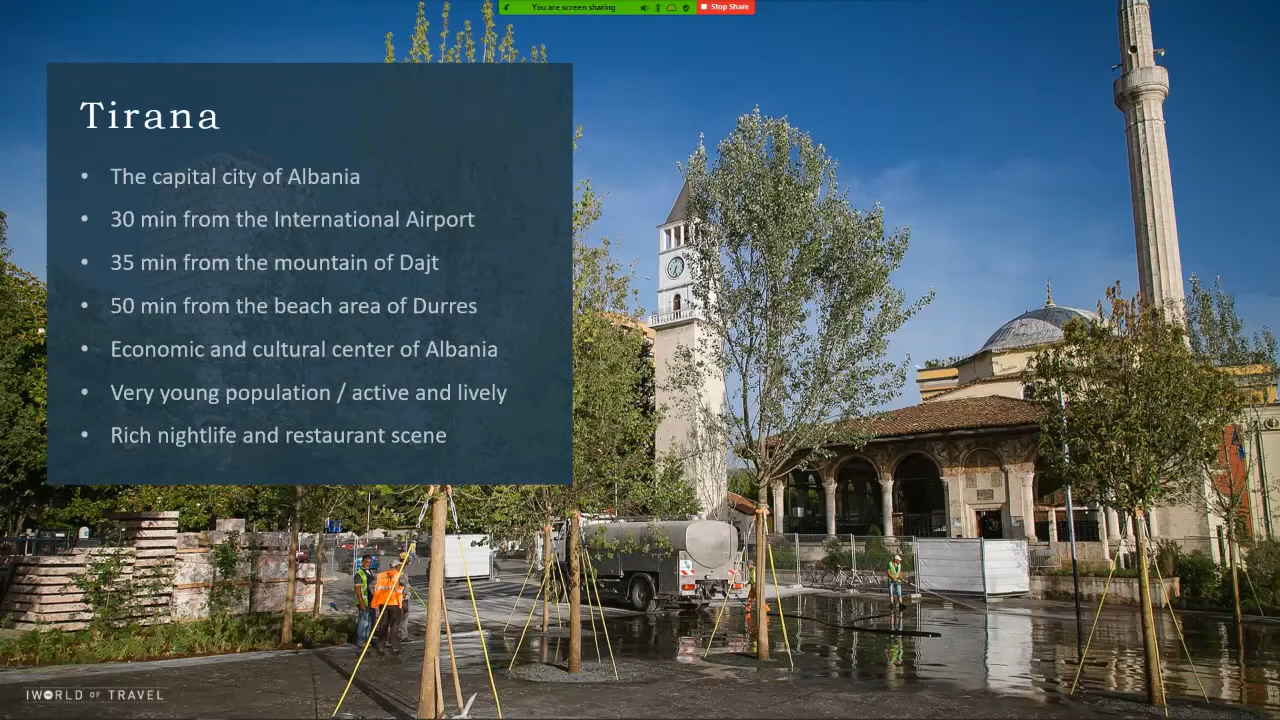 You are screen sharing
Stop Share
Tirana
• The capital city of Albania
• 30 min from the International Airport
• 35 min from the mountain of Dajt
• 50 min from the beach area of Durres
• Economic and cultural center of Albania
• Very young population / active and lively
• Rich nightlife and restaurant scene
IWORLD OF TRAVEL